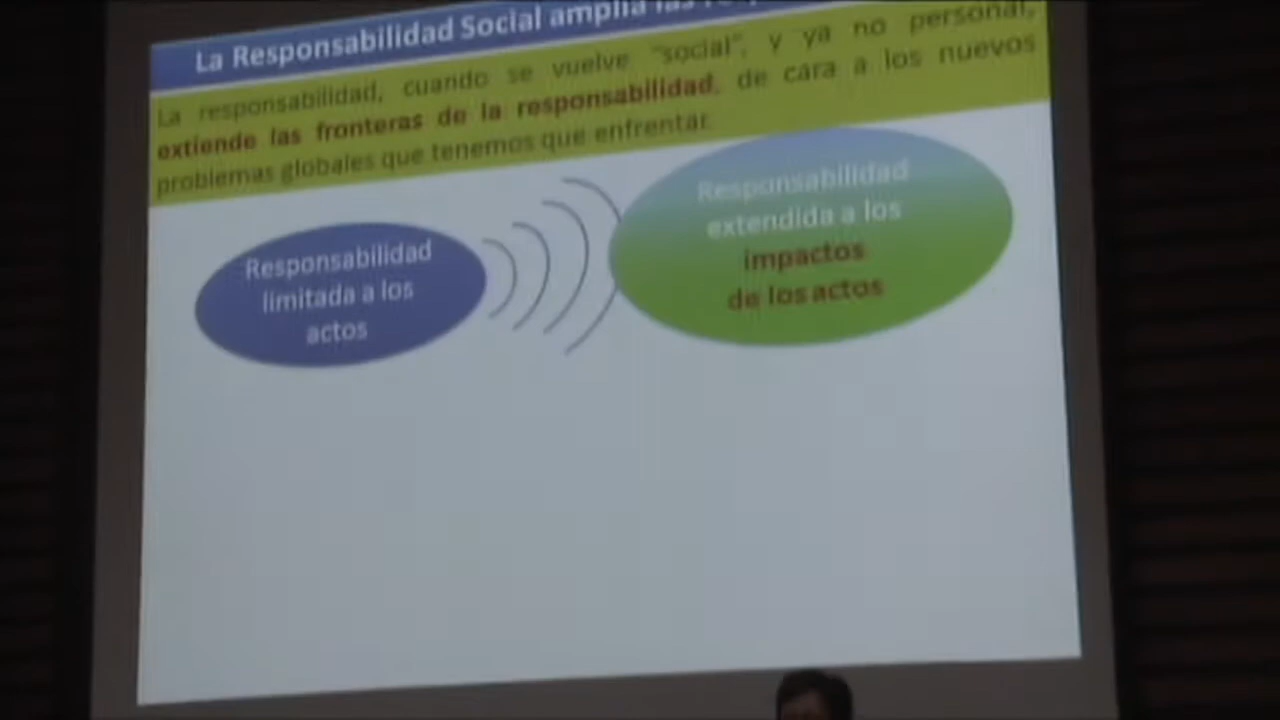 La Responsabilidad Social amplía las
La responsabilidad, cuando se vuelve "social", y ya no personal,
extiende las fronteras de la responsabilidad, de cara a los nuevos
problemas globales que tenemos que enfrentar.
Responsabilidad
limitada a los
actos
Responsabilidad
extendida a los
impactos
de los actos